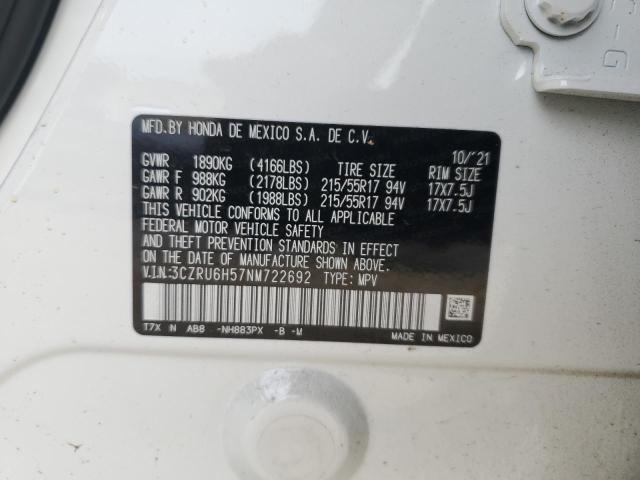 MFD. BY HONDA DE MEXICO S.A. DE C.V.
10/'21
GVWR 1890KG (4166LBS) TIRE SIZE RIM SIZE
GAWR F 988KG (2178LBS) 215/55R17 94V 17X7.5J
GAWR R 902KG (1988LBS) 215/55R17 94V 17X7.5J
THIS VEHICLE CONFORMS TO ALL APPLICABLE
FEDERAL MOTOR VEHICLE SAFETY
AND THEFT PREVENTION STANDARDS IN EFFECT
ON THE DATE OF MANUFACTURE SHOWN ABOVE.
V.I.N.:3CZRU6H57NM722692 TYPE: MPV
T7X N AB8 -NH883PX -B -M
MADE IN MEXICO